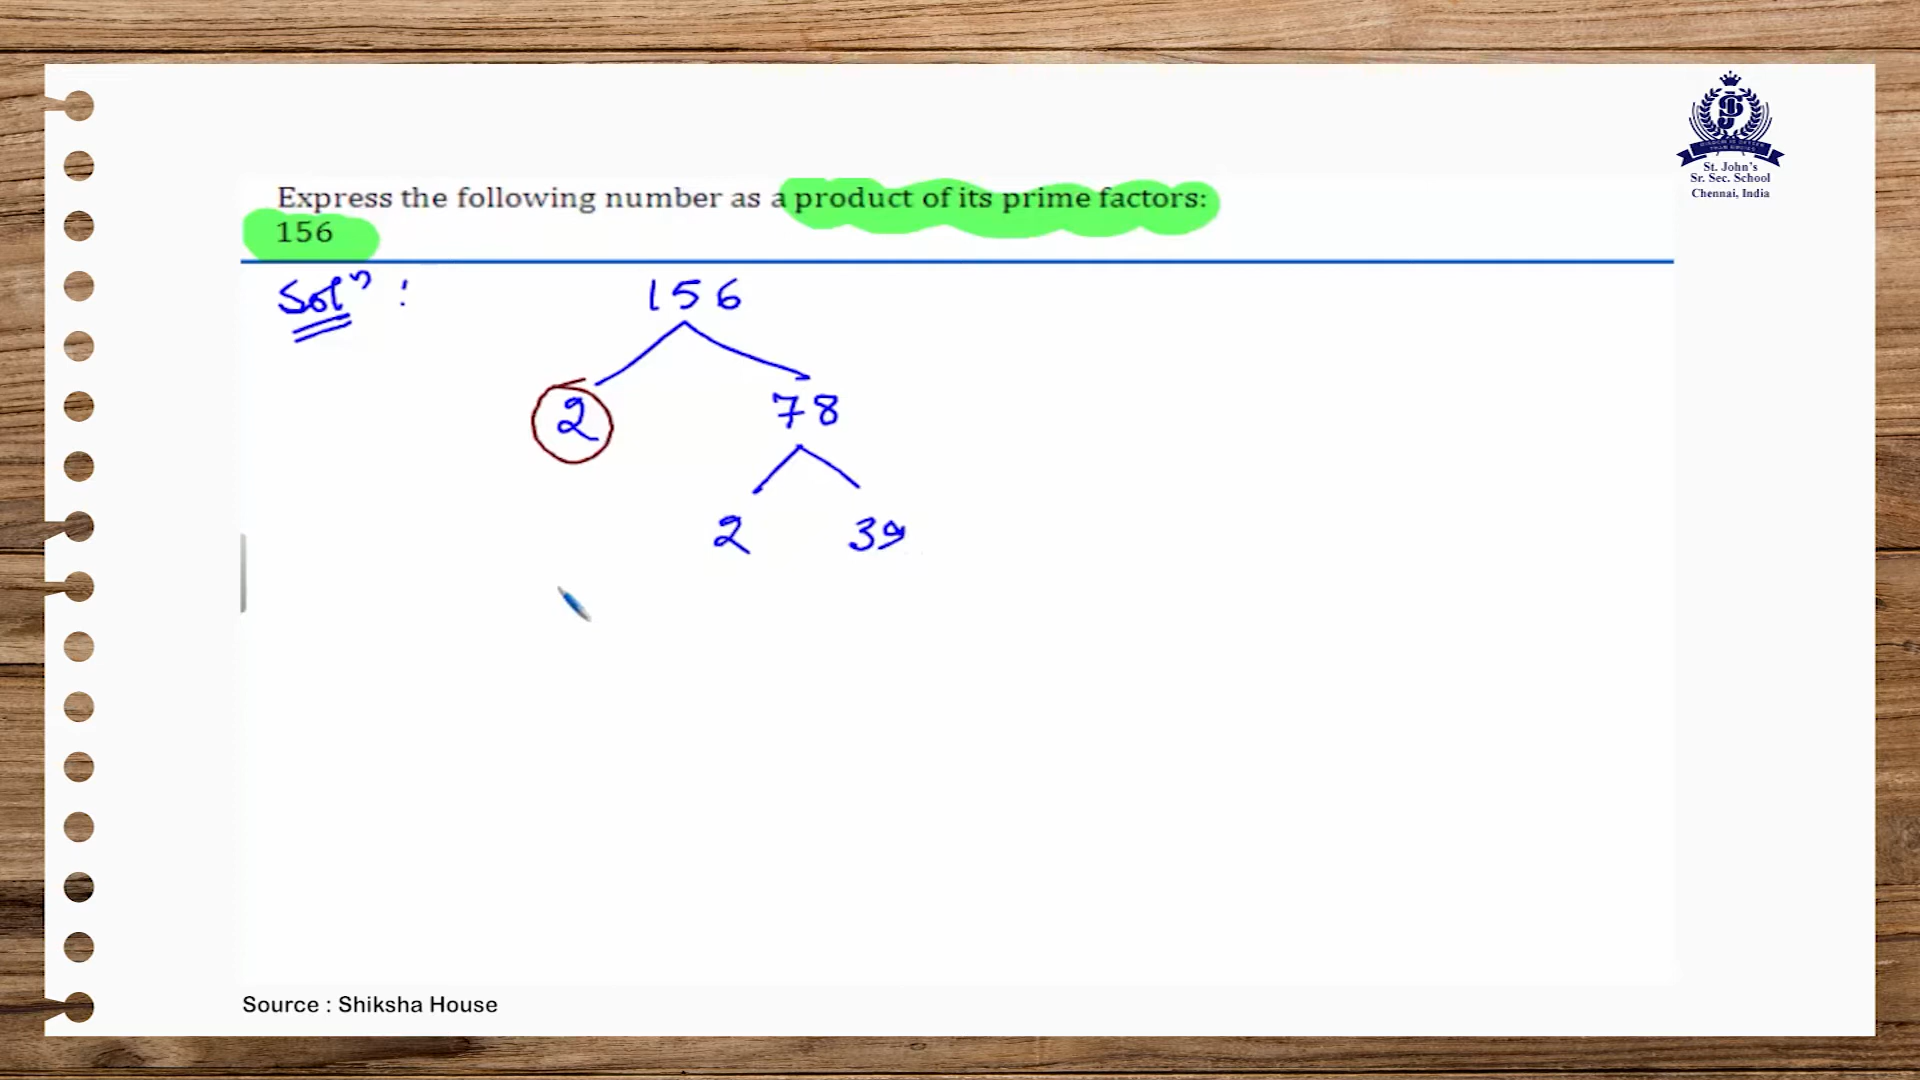 St. John's
Sr. Sec. School
Chennai, India
Express the following number as a product of its prime factors:
156
Solⁿ :
156
2 78
2 39
Source : Shiksha House